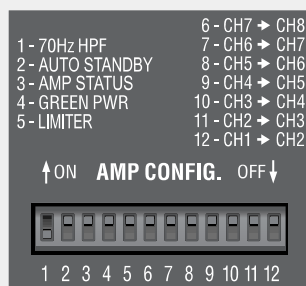 1 - 70Hz HPF
2 - AUTO STANDBY
3 - AMP STATUS
4 - GREEN PWR
5 - LIMITER
6 - CH7 → CH8
7 - CH6 → CH7
8 - CH5 → CH6
9 - CH4 → CH5
10 - CH3 → CH4
11 - CH2 → CH3
12 - CH1 → CH2
↑ON AMP CONFIG. OFF↓
1 2 3 4 5 6 7 8 9 10 11 12